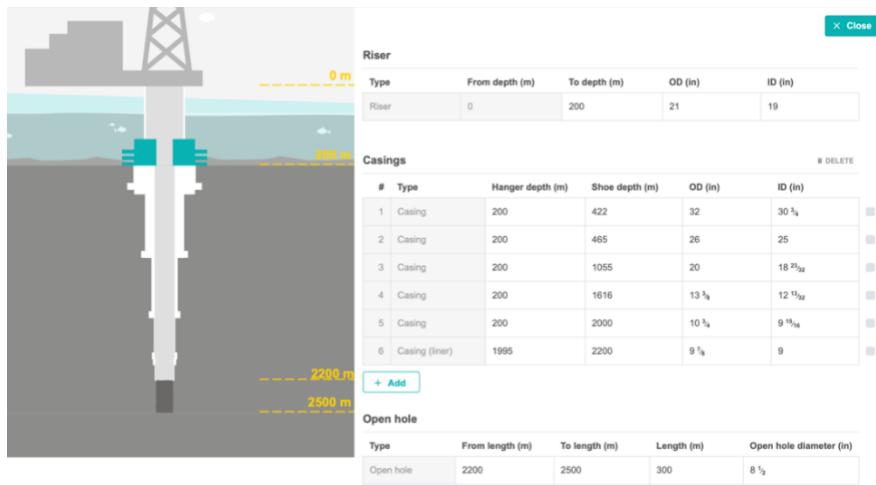 × Close
Riser
Type From depth (m) To depth (m) OD (in) ID (in)
Riser 0 200 21 19
0 m
200 m
2200 m
2500 m
Casings
DELETE
# Type Hanger depth (m) Shoe depth (m) OD (in) ID (in)
1 Casing 200 422 32 30 3/4
2 Casing 200 465 26 25
3 Casing 200 1055 20 18 23/32
4 Casing 200 1616 13 3/8 12 13/32
5 Casing 200 2000 10 3/4 9 15/16
6 Casing (liner) 1995 2200 9 7/8 9
+ Add
Open hole
Type From length (m) To length (m) Length (m) Open hole diameter (in)
Open hole 2200 2500 300 8 1/2